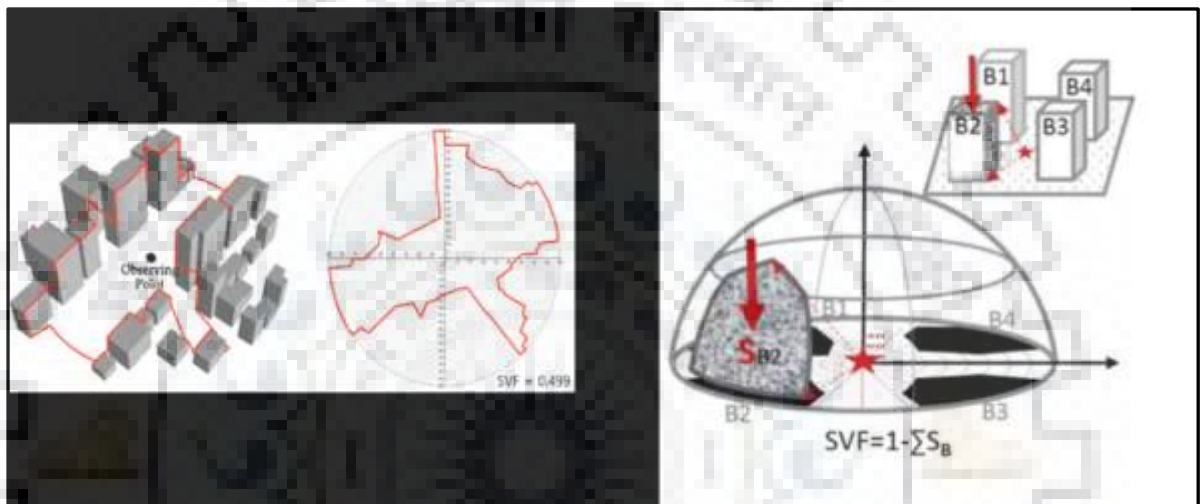 Observing
Point
SVF = 0.499
B1
B4
B2
B3
B1
B4
SB2
B2
B3
SVF=1-∑SB